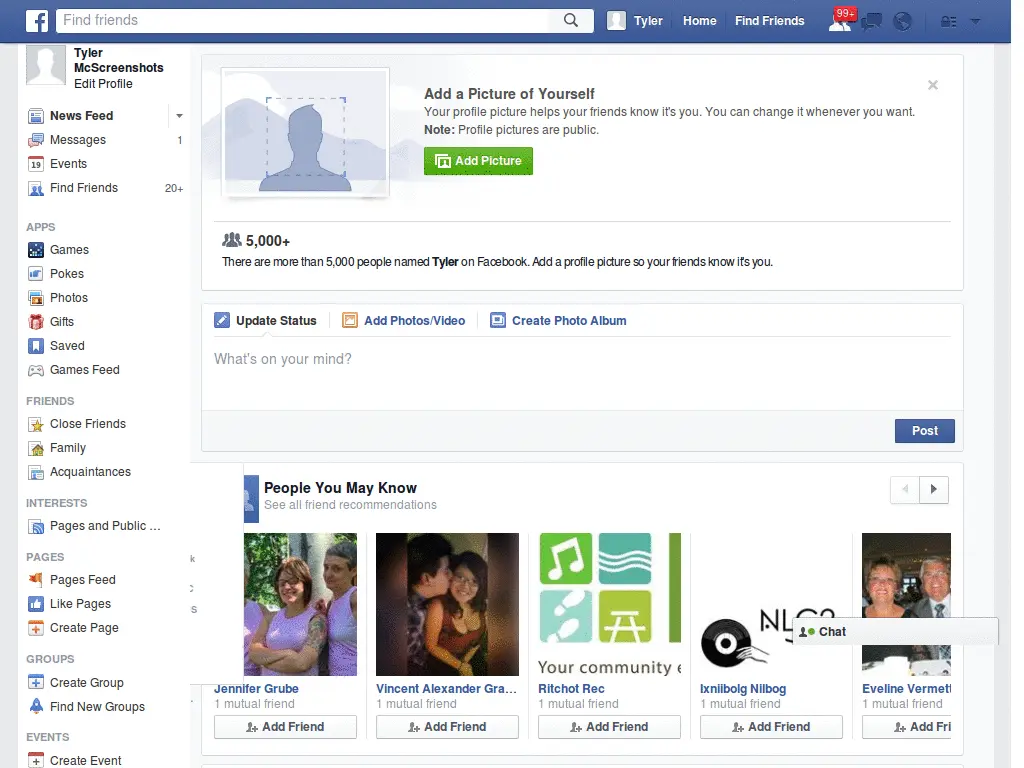 Find friends
Tyler
Home
Find Friends
99+
Tyler
McScreenshots
Edit Profile
News Feed
Messages 1
19 Events
Find Friends 20+
APPS
Games
Pokes
Photos
Gifts
Saved
Games Feed
FRIENDS
Close Friends
Family
Acquaintances
INTERESTS
Pages and Public ...
PAGES
Pages Feed
Like Pages
Create Page
GROUPS
Create Group
Find New Groups
EVENTS
Create Event
Add a Picture of Yourself
Your profile picture helps your friends know it's you. You can change it whenever you want.
Note: Profile pictures are public.
Add Picture
5,000+
There are more than 5,000 people named Tyler on Facebook. Add a profile picture so your friends know it's you.
Update Status
Add Photos/Video
Create Photo Album
What's on your mind?
Post
People You May Know
See all friend recommendations
k
s
Your community
Jennifer Grube
1 mutual friend
Add Friend
Vincent Alexander Gra...
1 mutual friend
Add Friend
Ritchot Rec
1 mutual friend
Add Friend
Ixniibolg Nilbog
1 mutual friend
Add Friend
Eveline Vermett
1 mutual friend
Add Fri
Chat